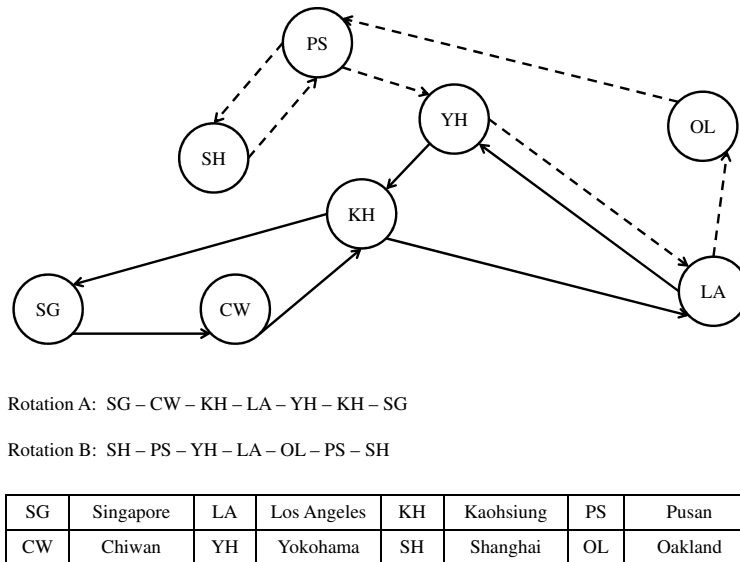 PS
YH
OL
SH
KH
LA
SG
CW
Rotation A: SG – CW – KH – LA – YH – KH – SG
Rotation B: SH – PS – YH – LA – OL – PS – SH
SG Singapore LA Los Angeles KH Kaohsiung PS Pusan
CW Chiwan YH Yokohama SH Shanghai OL Oakland